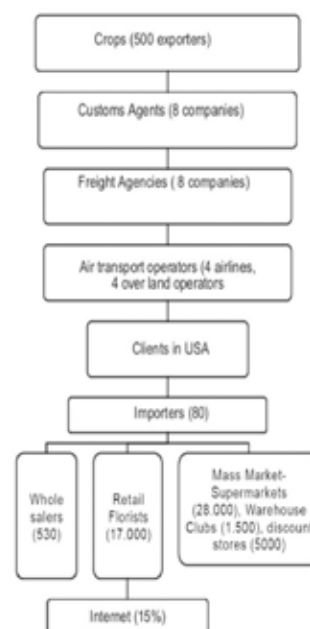 Crops (500 exporters)
Customs Agents (8 companies)
Freight Agencies ( 8 companies)
Air transport operators (4 airlines,
4 over land operators
Clients in USA
Importers (80)
Whole
salers
(530)
Retail
Florists
(17.000)
Mass Market-
Supermarkets
(28.000), Warehouse
Clubs (1.500), discount
stores (5000)
Internet (15%)